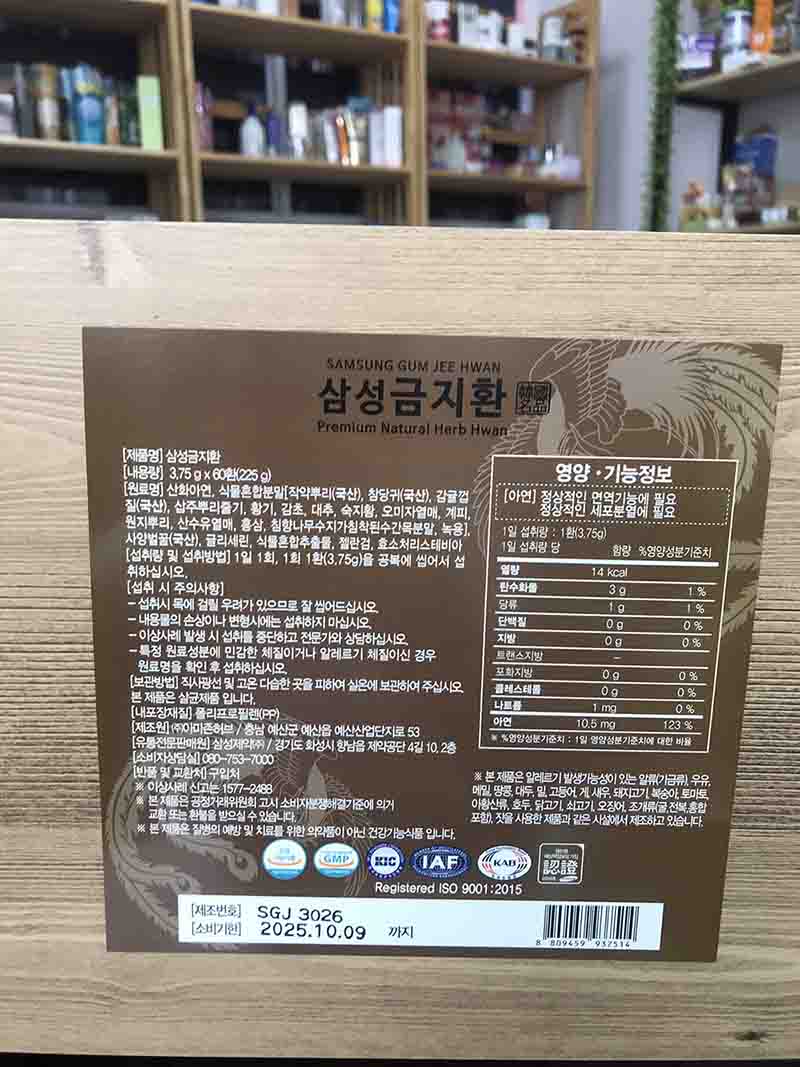 SAMSUNG GUM JEE HWAN
삼성금지환
Premium Natural Herb Hwan
[제품명] 삼성금지환
[내용량] 3.75 g x 60환(225 g)
[원료명] 산화아연, 식물혼합분말[작약뿌리(국산), 참당귀(국산), 감귤껍
질(국산), 삽주뿌리줄기, 황기, 감초, 대추, 숙지황, 오미자열매, 계피,
원지뿌리, 산수유열매, 홍삼, 침향나무수지가침착된수간목분말, 녹용],
사양벌꿀(국산), 글리세린, 식물혼합추출물, 젤란검, 효소처리스테비아
[섭취량 및 섭취방법] 1일 1회, 1회 1환(3.75g)을 공복에 씹어서 섭
취하십시오.
[섭취 시 주의사항]
– 섭취시 목에 걸릴 우려가 있으므로 잘 씹어드십시오.
– 내용물의 손상이나 변형시에는 섭취하지 마십시오.
– 이상사례 발생 시 섭취를 중단하고 전문가와 상담하십시오.
– 특정 원료성분에 민감한 체질이거나 알레르기 체질이신 경우
원료명을 확인 후 섭취하십시오.
[보관방법] 직사광선 및 고온 다습한 곳을 피하여 실온에 보관하여 주십시오.
본 제품은 살균제품 입니다.
[내포장재질] 폴리프로필렌(PP)
[제조원] ㈜아미존허브 / 충남 예산군 예산읍 예산산업단지로 53
[유통전문판매원] 삼성제약㈜ / 경기도 화성시 향남읍 제약공단 4길 10, 2층
[소비자상담실] 080-753-7000
[반품 및 교환처] 구입처
※ 이상사례 신고는 1577-2488
※ 본 제품은 공정거래위원회 고시 소비자분쟁해결기준에 의거
교환 또는 환불을 받으실 수 있습니다.
※ 본 제품은 질병의 예방 및 치료를 위한 의약품이 아닌 건강기능식품 입니다.
영양 · 기능정보
[아연] 정상적인 면역기능에 필요
정상적인 세포분열에 필요
1일 섭취량 : 1환(3.75g)
1일 섭취량 당 함량 %영양성분기준치
열량 14 kcal
탄수화물 3 g 1 %
당류 1 g 1 %
단백질 0 g 0 %
지방 0 g 0 %
트랜스지방 –
포화지방 0 g 0 %
콜레스테롤 0 g 0 %
나트륨 1 mg 0 %
아연 10.5 mg 123 %
※ %영양성분기준치 : 1일 영양성분기준치에 대한 비율
※ 본 제품은 알레르기 발생가능성이 있는 알류(가금류), 우유,
메밀, 땅콩, 대두, 밀, 고등어, 게, 새우, 돼지고기, 복숭아, 토마토,
아황산류, 호두, 닭고기, 쇠고기, 오징어, 조개류(굴,전복,홍합
포함), 잣을 사용한 제품과 같은 시설에서 제조하고 있습니다.
GMP
KIC
IAF
KAB
認證
Registered ISO 9001:2015
[제조번호] SGJ 3026
[소비기한] 2025.10.09 까지
8 809459 937514